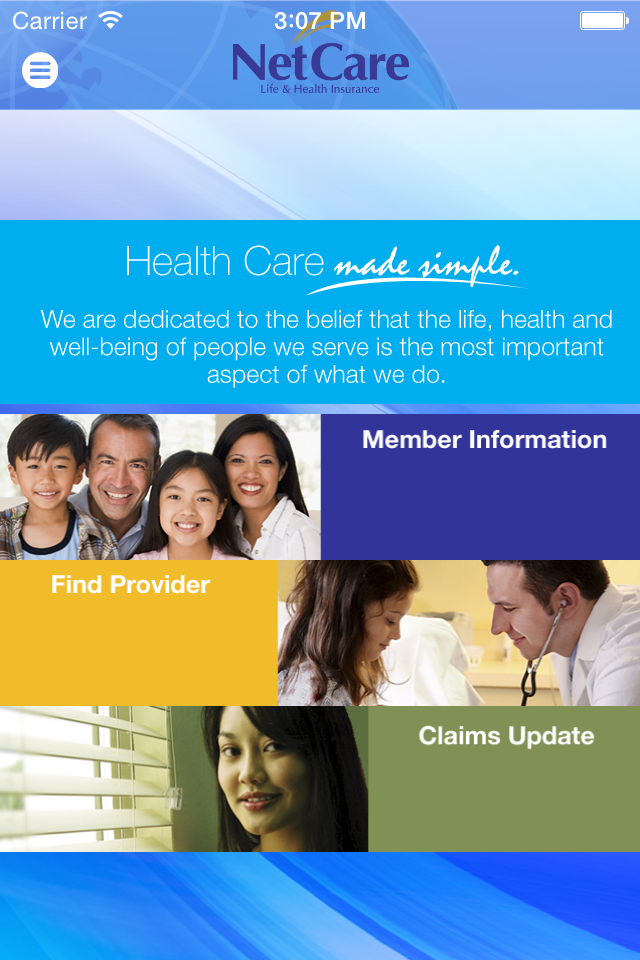 Carrier 3:07 PM
NetCare
Life & Health Insurance
Health Care made simple.
We are dedicated to the belief that the life, health and
well-being of people we serve is the most important
aspect of what we do.
Member Information
Find Provider
Claims Update